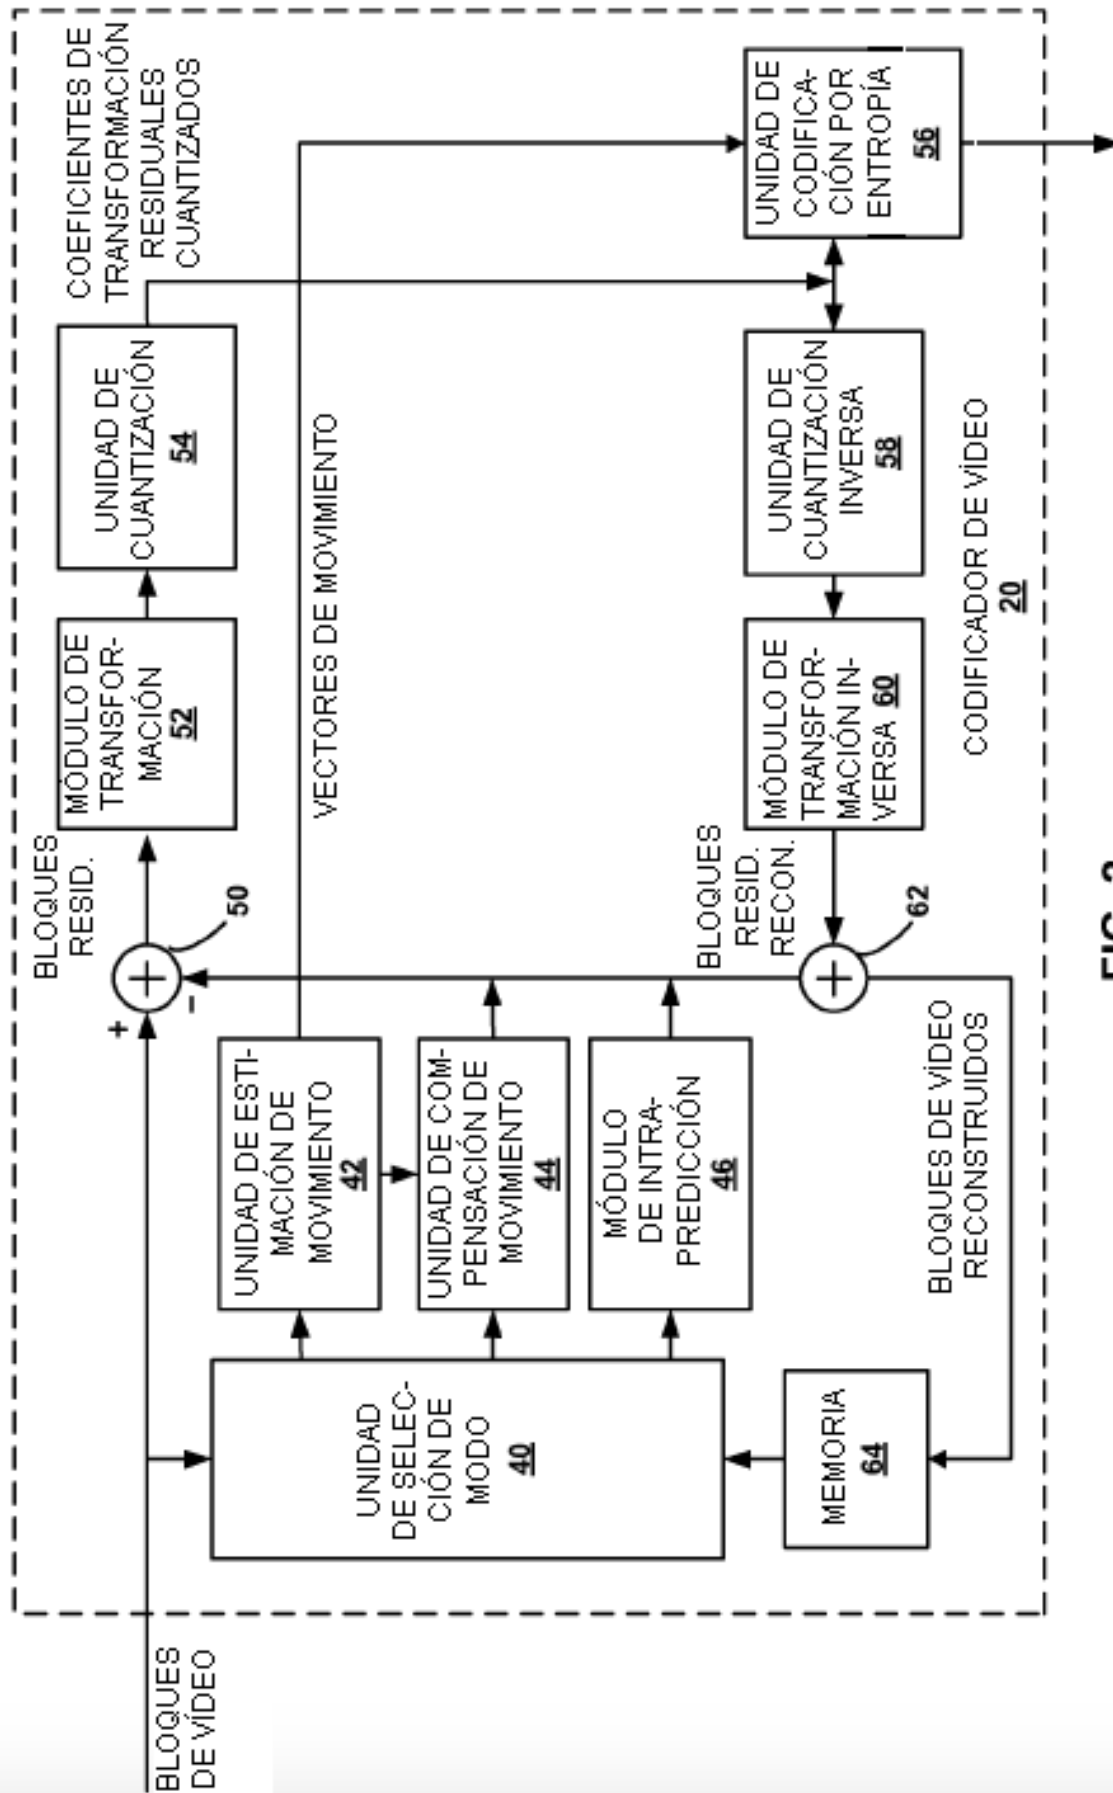 BLOQUES
DE VÍDEO
+
−
50
BLOQUES
RESID.
MÓDULO DE
TRANSFOR-
MACIÓN
52
UNIDAD DE
CUANTIZACIÓN
54
COEFICIENTES DE
TRANSFORMACIÓN
RESIDUALES
CUANTIZADOS
UNIDAD
DE SELEC-
CIÓN DE
MODO
40
UNIDAD DE ESTI-
MACIÓN DE
MOVIMIENTO
42
VECTORES DE MOVIMIENTO
UNIDAD DE COM-
PENSACIÓN DE
MOVIMIENTO
44
MÓDULO
DE INTRA-
PREDICCIÓN
46
MEMORIA
64
BLOQUES DE VÍDEO
RECONSTRUIDOS
62
BLOQUES
RESID.
RECON.
MÓDULO DE
TRANSFOR-
MACIÓN IN-
VERSA 60
UNIDAD DE
CUANTIZACIÓN
INVERSA
58
UNIDAD DE
CODIFICA-
CIÓN POR
ENTROPÍA
56
CODIFICADOR DE VÍDEO
20
FIG.